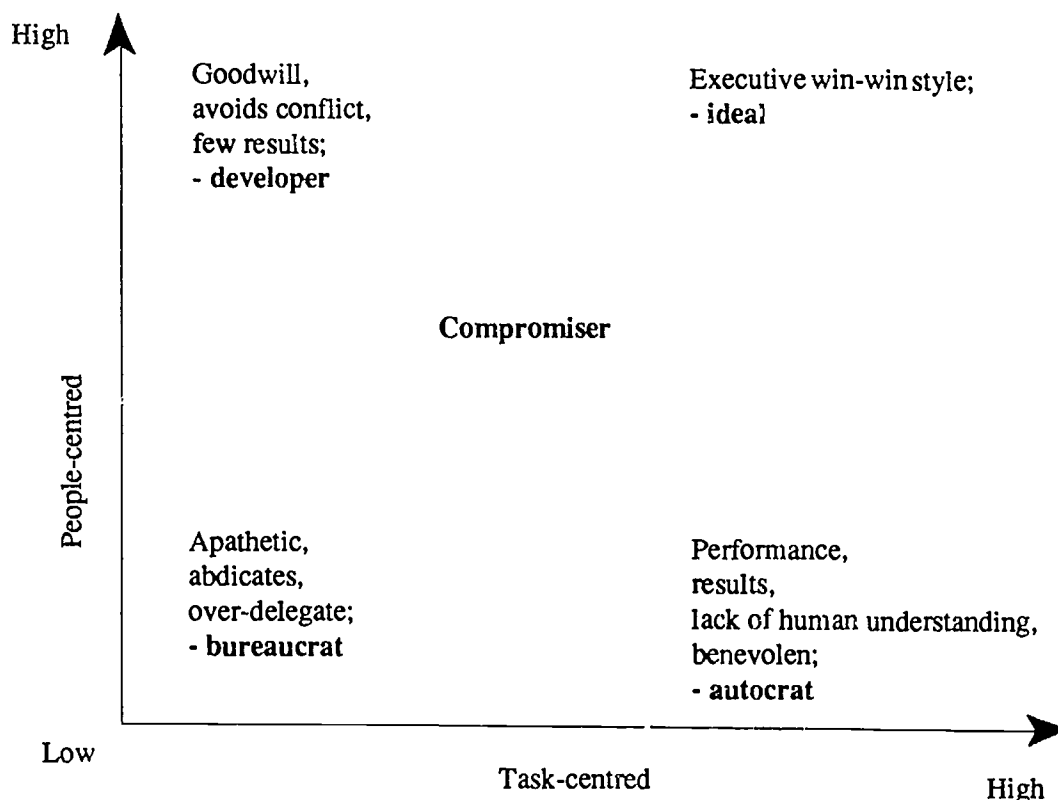 High
Goodwill,
avoids conflict,
few results;
- developer
Executive win-win style;
- ideal
Compromiser
People-centred
Apathetic,
abdicates,
over-delegate;
- bureaucrat
Performance,
results,
lack of human understanding,
benevolen;
- autocrat
Low
Task-centred
High